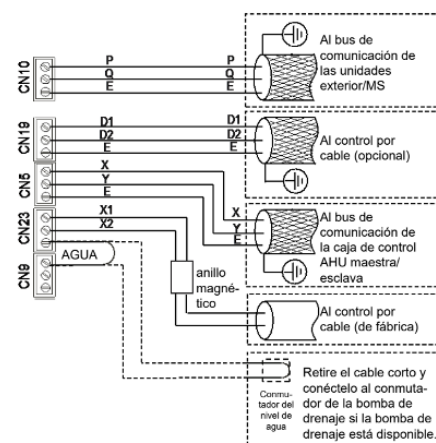 CN10
P
Q
E
P
Q
E
Al bus de
comunicación de
las unidades
exterior/MS
CN19
D1
D2
E
D1
D2
E
Al control por
cable (opcional)
CN5
X
Y
E
X
Y
E
Al bus de
comunicación de
la caja de control
AHU maestra/
esclava
CN23
X1
X2
AGUA
CN9
anillo
magné-
tico
Al control por
cable (de fábrica)
Conmu-
tador del
nivel de
agua
Retire el cable corto y
conéctelo al conmuta-
dor de la bomba de
drenaje si la bomba de
drenaje está disponible.